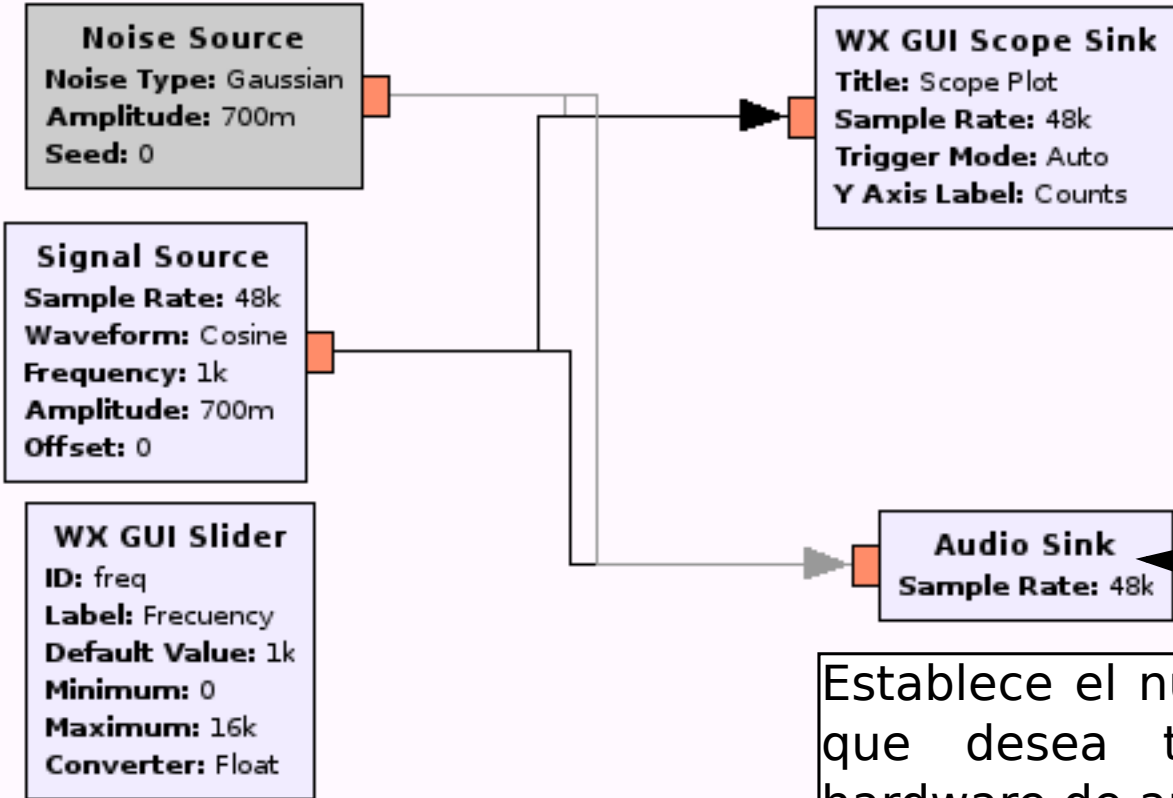 Noise Source
Noise Type: Gaussian
Amplitude: 700m
Seed: 0
WX GUI Scope Sink
Title: Scope Plot
Sample Rate: 48k
Trigger Mode: Auto
Y Axis Label: Counts
Signal Source
Sample Rate: 48k
Waveform: Cosine
Frequency: 1k
Amplitude: 700m
Offset: 0
WX GUI Slider
ID: freq
Label: Frecuency
Default Value: 1k
Minimum: 0
Maximum: 16k
Converter: Float
Audio Sink
Sample Rate: 48k
Establece el
que desea